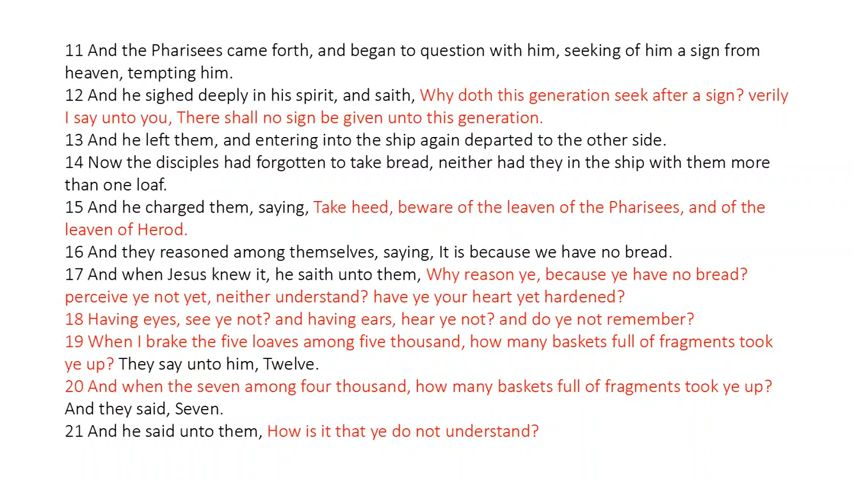 11 And the Pharisees came forth, and began to question with him, seeking of him a sign from
heaven, tempting him.
12 And he sighed deeply in his spirit, and saith, Why doth this generation seek after a sign? verily
I say unto you, There shall no sign be given unto this generation.
13 And he left them, and entering into the ship again departed to the other side.
14 Now the disciples had forgotten to take bread, neither had they in the ship with them more
than one loaf.
15 And he charged them, saying, Take heed, beware of the leaven of the Pharisees, and of the
leaven of Herod.
16 And they reasoned among themselves, saying, It is because we have no bread.
17 And when Jesus knew it, he saith unto them, Why reason ye, because ye have no bread?
perceive ye not yet, neither understand? have ye your heart yet hardened?
18 Having eyes, see ye not? and having ears, hear ye not? and do ye not remember?
19 When I brake the five loaves among five thousand, how many baskets full of fragments took
ye up? They say unto him, Twelve.
20 And when the seven among four thousand, how many baskets full of fragments took ye up?
And they said, Seven.
21 And he said unto them, How is it that ye do not understand?